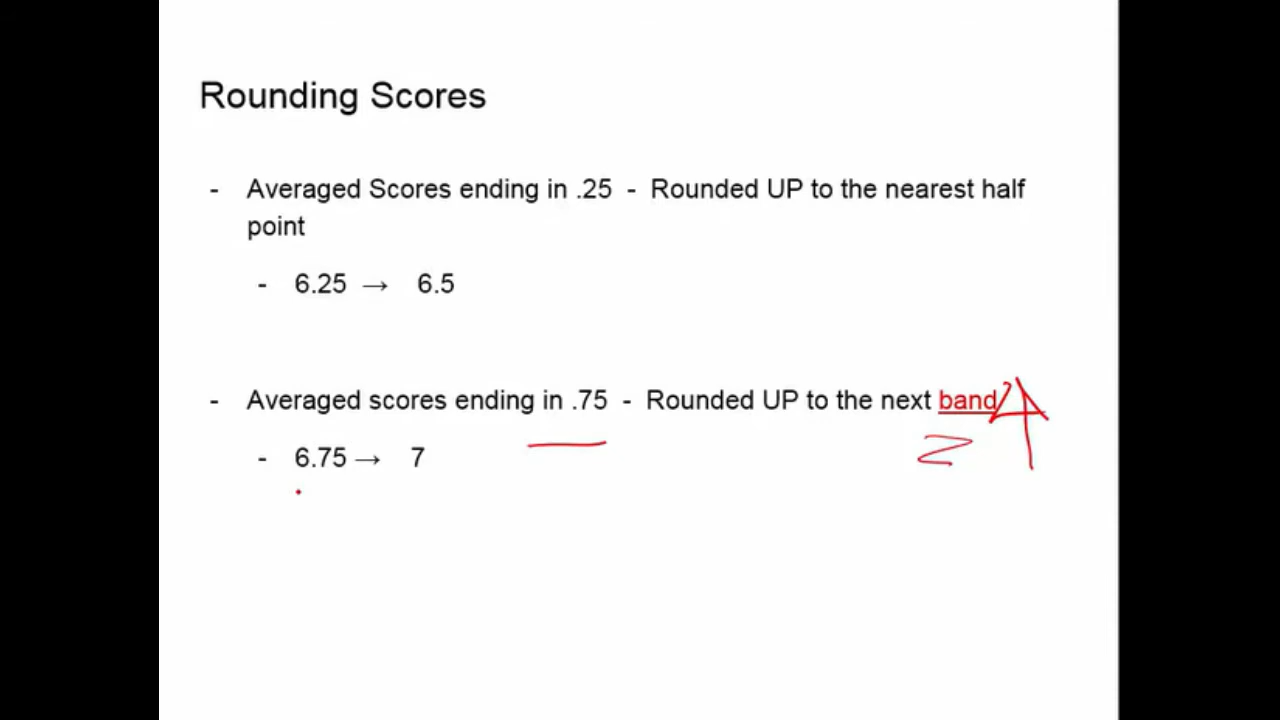 Rounding Scores
- Averaged Scores ending in .25 - Rounded UP to the nearest half
point
- 6.25 → 6.5
- Averaged scores ending in .75 - Rounded UP to the next band
- 6.75 → 7